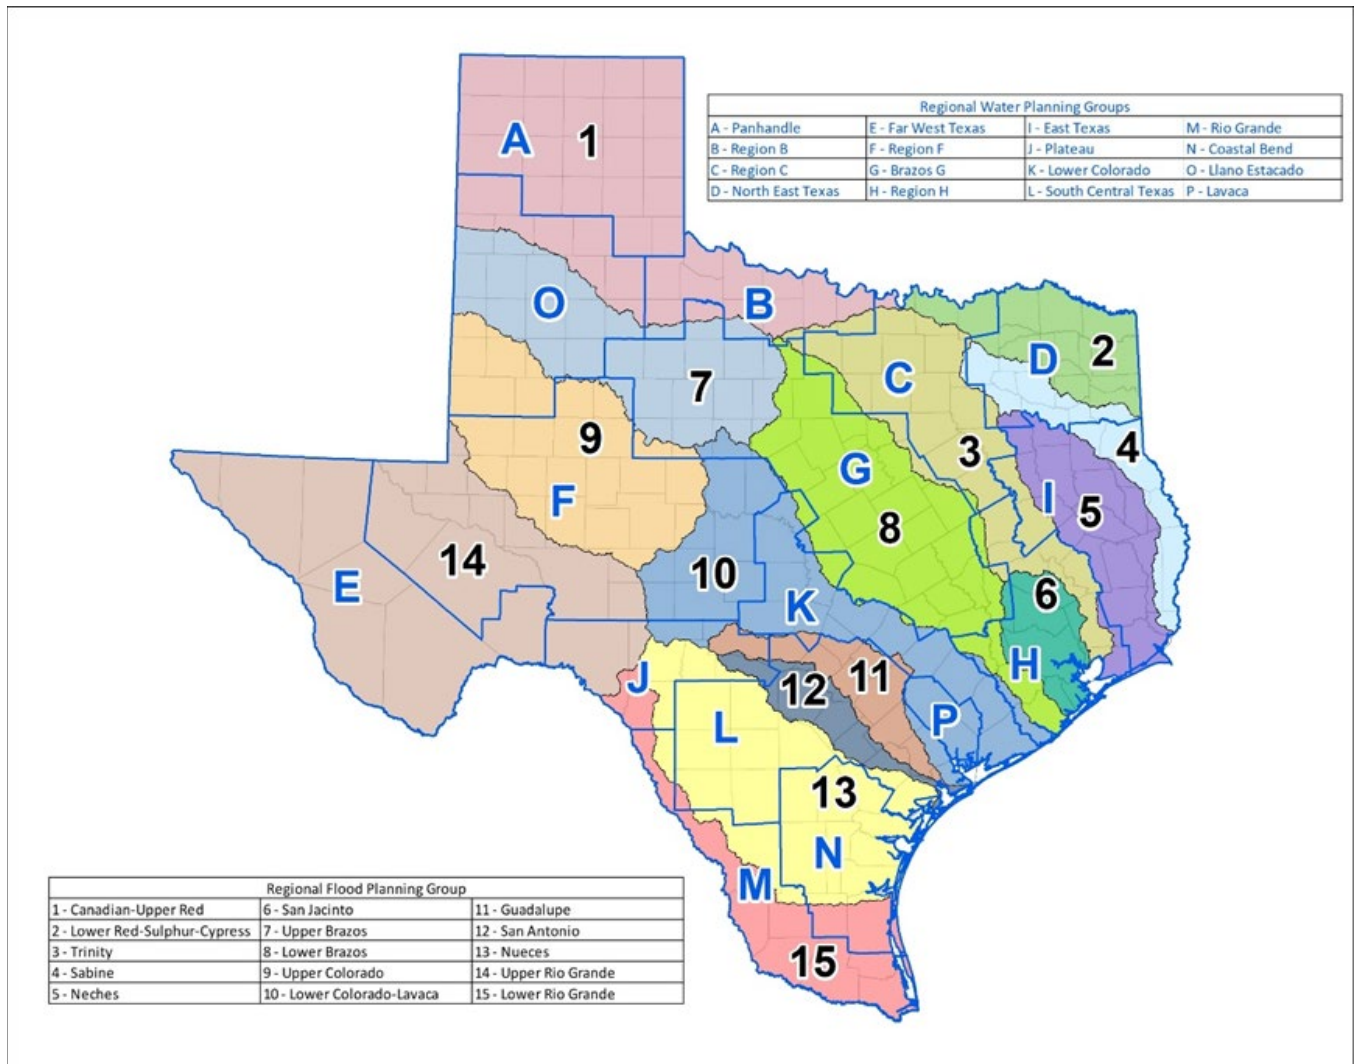 Regional Water Planning Groups
A - Panhandle E - Far West Texas I - East Texas M - Rio Grande
B - Region B F - Region F J - Plateau N - Coastal Bend
C - Region C G - Brazos G K - Lower Colorado O - Llano Estacado
D - North East Texas H - Region H L - South Central Texas P - Lavaca
A 1
O B
D 2
7 C
9 3 4
F G I 5
8
14 10
E K 6
J 11 H
12
L P
13
N
M
15
Regional Flood Planning Group
1 - Canadian-Upper Red 6 - San Jacinto 11 - Guadalupe
2 - Lower Red-Sulphur-Cypress 7 - Upper Brazos 12 - San Antonio
3 - Trinity 8 - Lower Brazos 13 - Nueces
4 - Sabine 9 - Upper Colorado 14 - Upper Rio Grande
5 - Neches 10 - Lower Colorado-Lavaca 15 - Lower Rio Grande